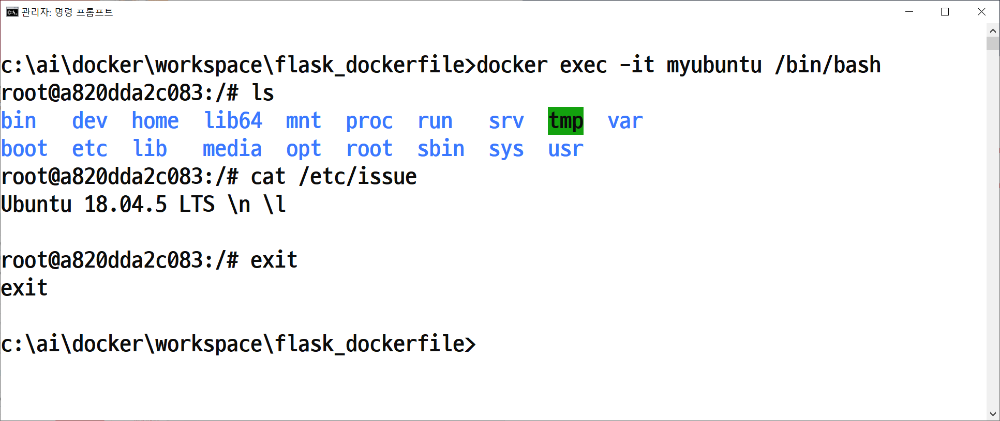 관리자: 명령 프롬프트
c:\ai\docker\workspace\flask_dockerfile>docker exec -it myubuntu /bin/bash
root@a820dda2c083:/# ls
bin   dev  home  lib64  mnt  proc  run   srv  tmp  var
boot  etc  lib   media  opt  root  sbin  sys  usr
root@a820dda2c083:/# cat /etc/issue
Ubuntu 18.04.5 LTS \n \l
root@a820dda2c083:/# exit
exit
c:\ai\docker\workspace\flask_dockerfile>